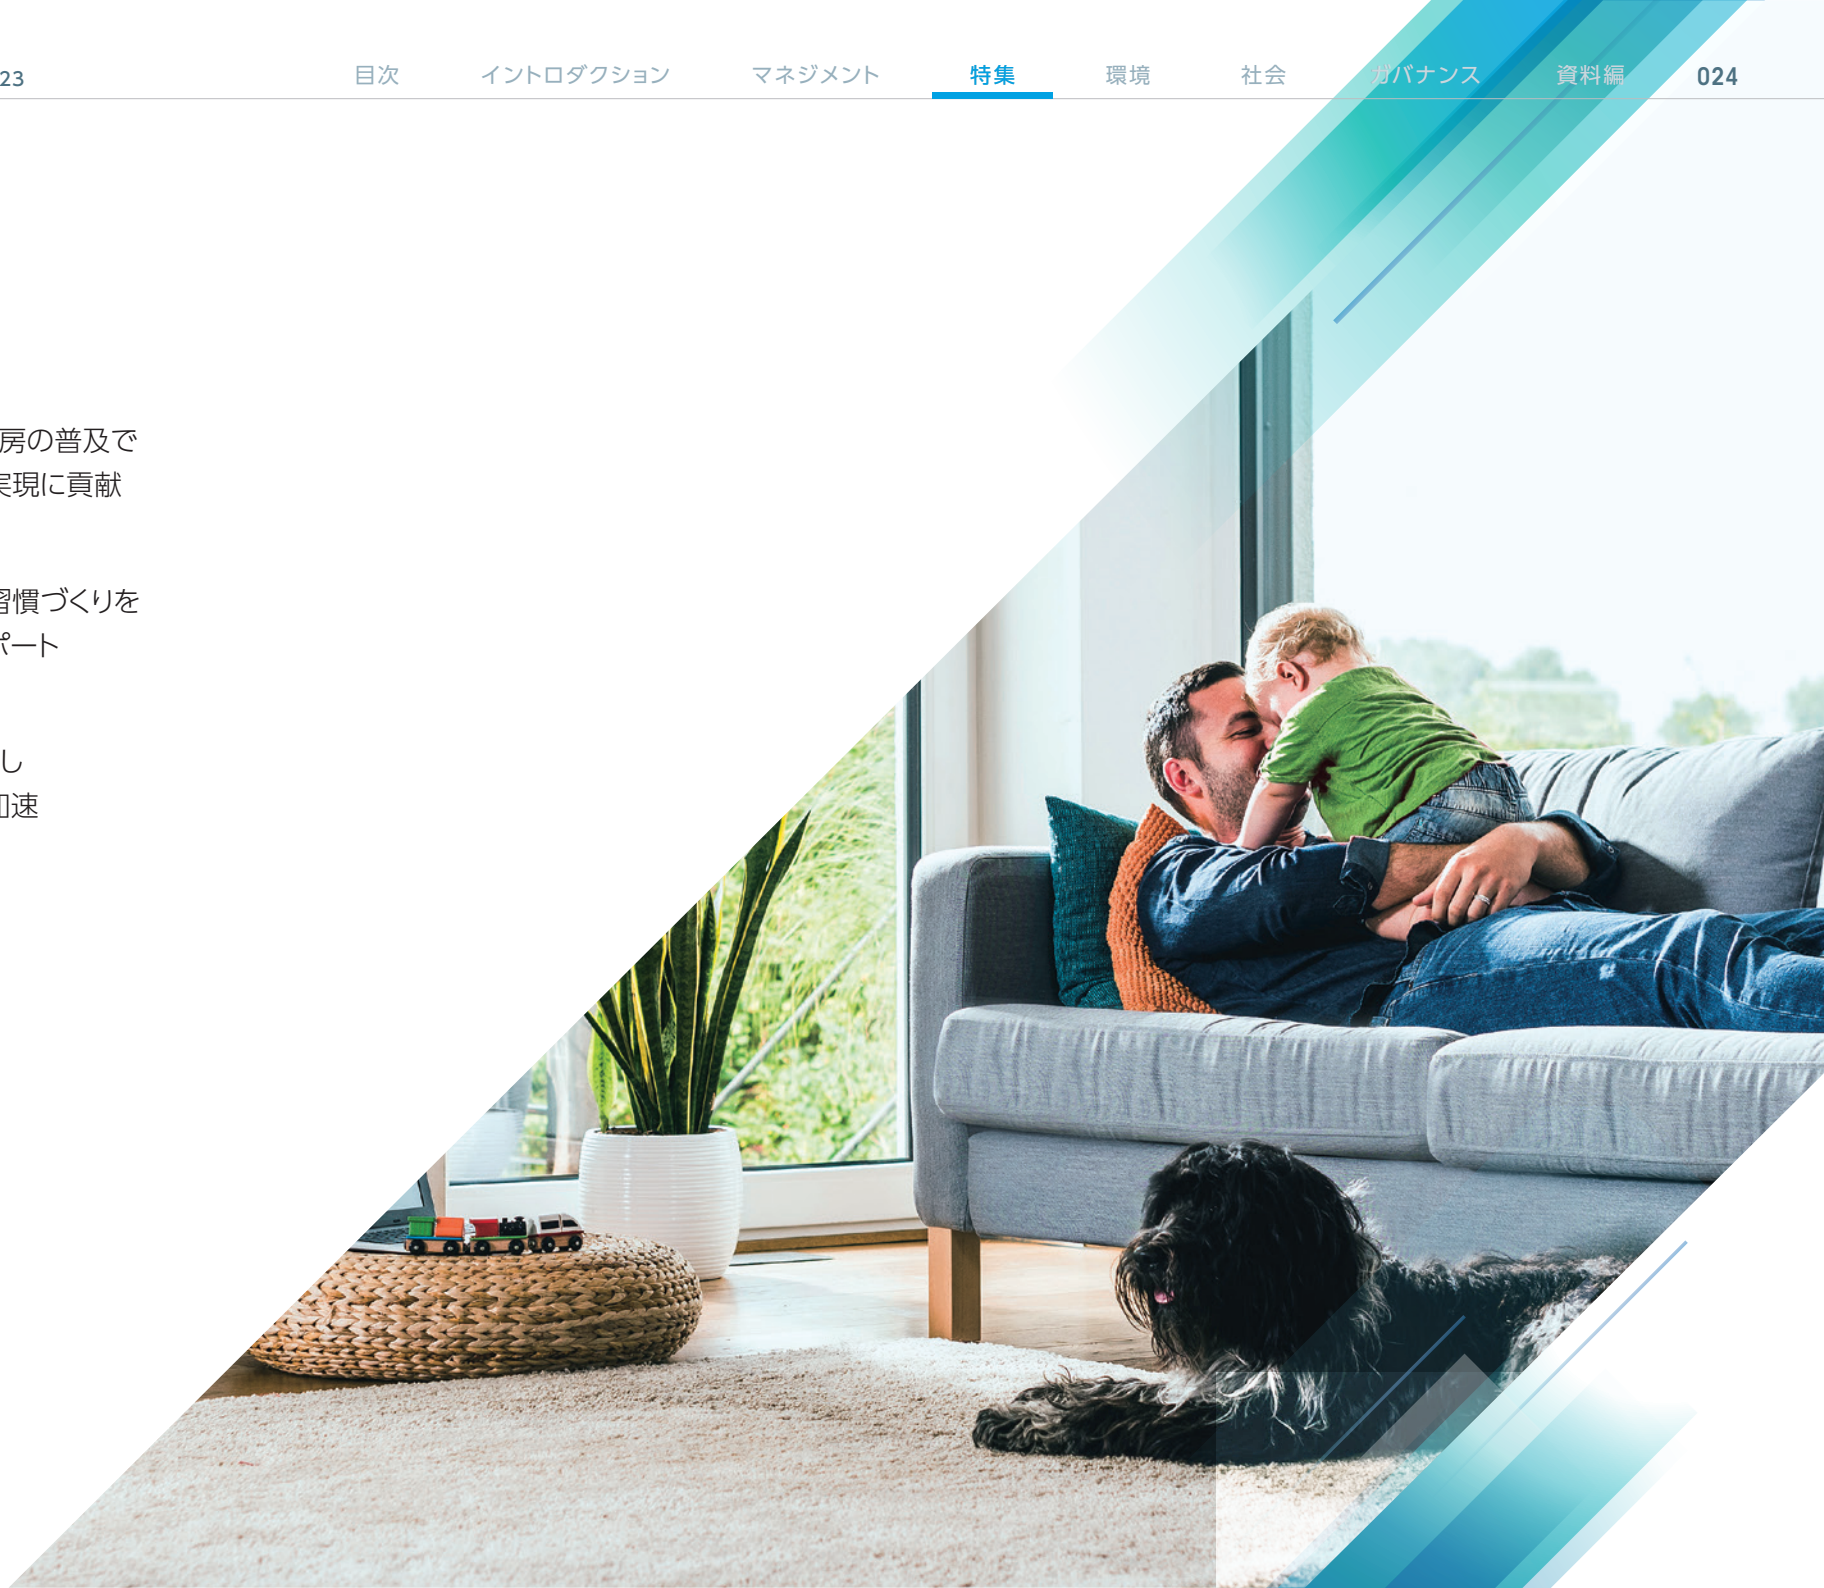 23
目次 イントロダクション マネジメント 特集 環境 社会 ガバナンス 資料編 024
房の普及で
実現に貢献
習慣づくりを
ポート
し
加速